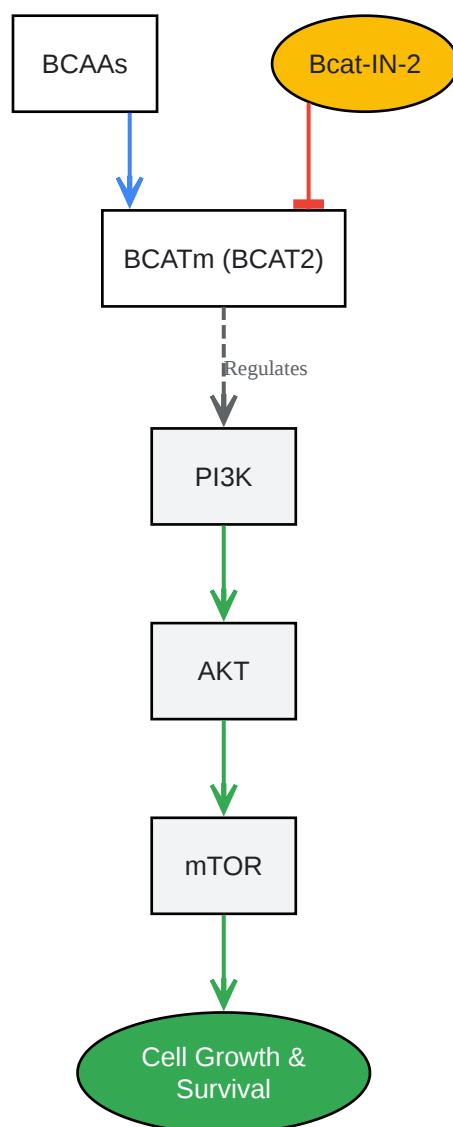 BCAAs
Bcat-IN-2
BCATm (BCAT2)
Regulates
PI3K
AKT
mTOR
Cell Growth &
Survival